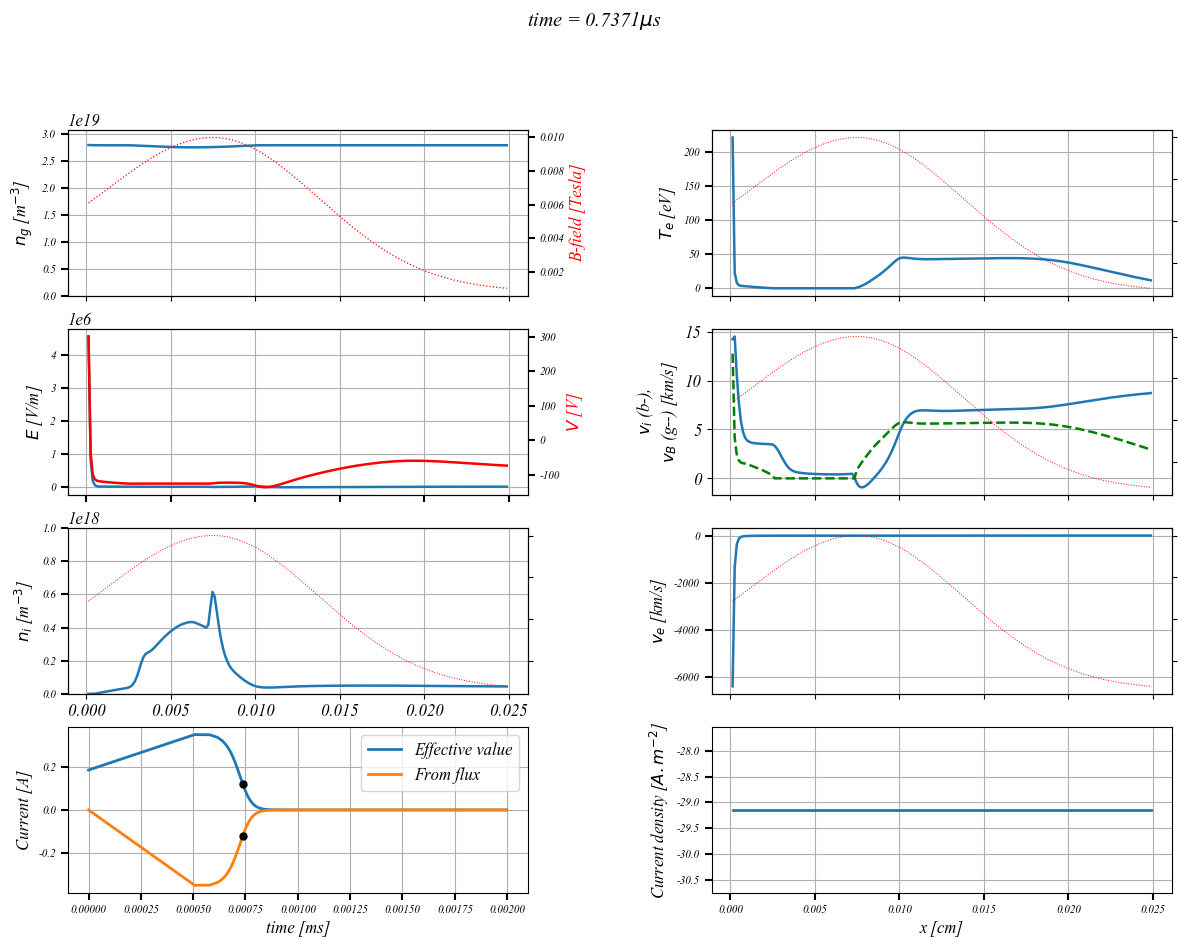 time = 0.7371μs
1e19
3.0
2.5
2.0
1.5
1.0
0.5
0.0
n_g [m^{-3}]
0.010
0.008
0.006
0.004
0.002
B-field [Tesla]
200
150
100
50
0
T_e [eV]
1e6
4
3
2
1
0
E [V/m]
300
200
100
0
-100
V [V]
15
10
5
0
v_i (b-),
v_B (g--) [km/s]
1e18
1.0
0.8
0.6
0.4
0.2
0.0
n_i [m^{-3}]
0.000 0.005 0.010 0.015 0.020 0.025
0
-2000
-4000
-6000
v_e [km/s]
0.2
0.0
-0.2
Current [A]
Effective value
From flux
0.00000 0.00025 0.00050 0.00075 0.00100 0.00125 0.00150 0.00175 0.00200
time [ms]
-28.0
-28.5
-29.0
-29.5
-30.0
-30.5
Current density [A.m^{-2}]
0.000 0.005 0.010 0.015 0.020 0.025
x [cm]